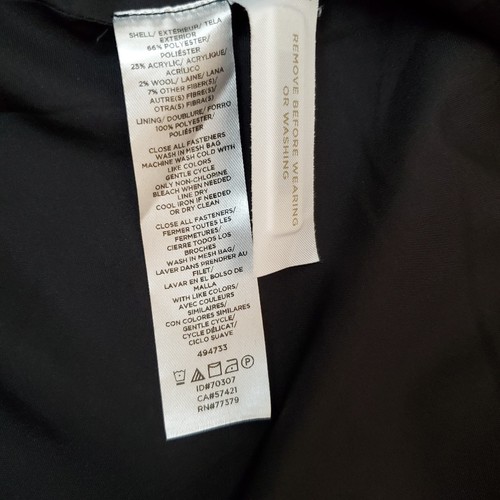 SHELL/ EXTÉRIEUR/ TELA
EXTERIOR
66% POLYESTER/
POLIÉSTER
25% ACRYLIC/ ACRYLIQUE/
ACRÍLICO
2% WOOL/ LAINE/ LANA
7% OTHER FIBER(S)/
AUTRE(S) FIBRE(S)/
OTRA(S) FIBRA(S)
LINING/ DOUBLURE/ FORRO
100% POLYESTER/
POLIÉSTER
CLOSE ALL FASTENERS
WASH IN MESH BAG
MACHINE WASH COLD WITH
LIKE COLORS
GENTLE CYCLE
ONLY NON-CHLORINE
BLEACH WHEN NEEDED
LINE DRY
COOL IRON IF NEEDED
OR DRY CLEAN
CLOSE ALL FASTENERS/
FERMER TOUTES LES
FERMETURES/
CIERRE TODOS LOS
BROCHES
WASH IN MESH BAG/
LAVER DANS PRENDRE AU
FILET/
LAVAR EN EL BOLSO DE
MALLA
WITH LIKE COLORS/
AVEC COULEURS
SIMILAIRES/
CON COLORES SIMILARES
GENTLE CYCLE/
CYCLE DÉLICAT/
CICLO SUAVE
494733
P
ID#70307
CA#57421
RN#77379
REMOVE BEFORE WEARING
OR WASHING